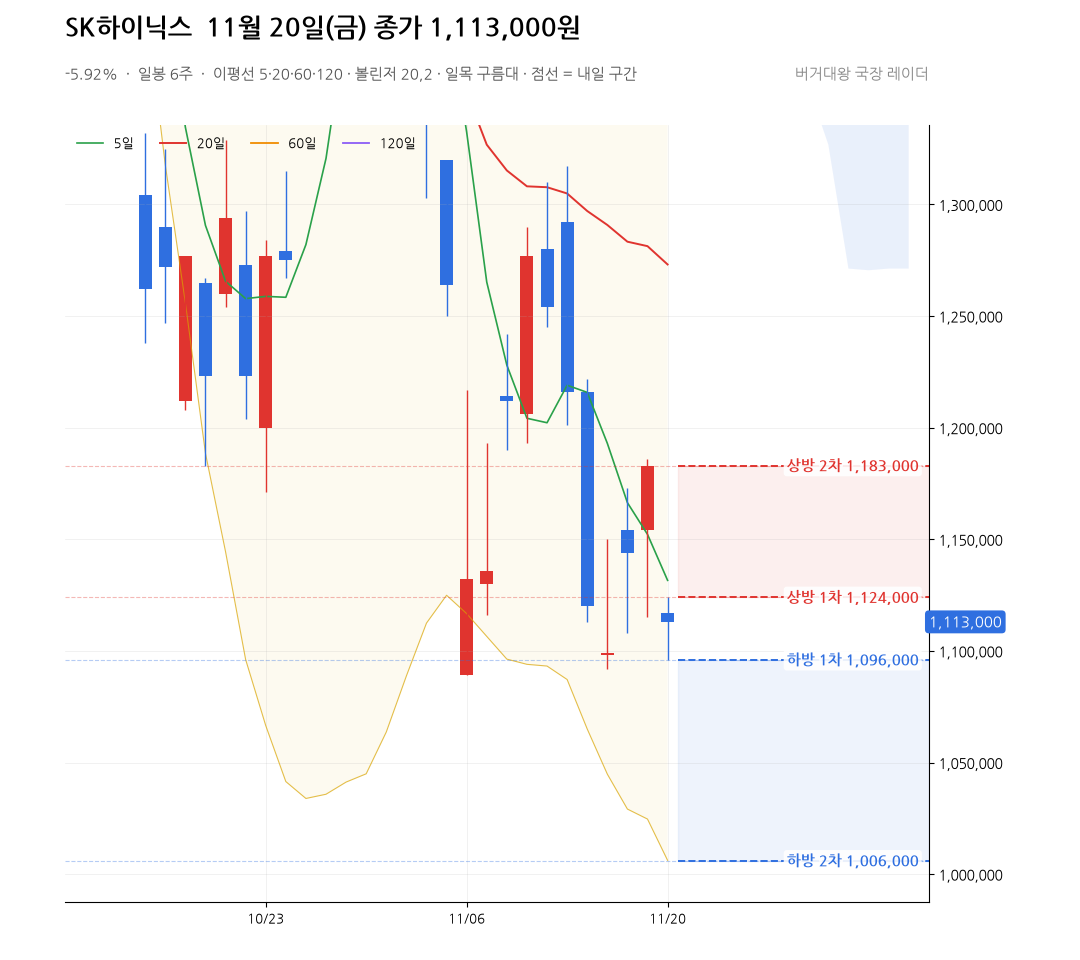 SK하이닉스 11월 20일(금) 종가 1,113,000원
-5.92% · 일봉 6주 · 이평선 5·20·60·120 · 볼린저 20,2 · 일목 구름대 · 점선 = 내일 구간
버거대왕 국장 레이더
5일 20일 60일 120일
1,300,000
1,250,000
1,200,000
상방 2차 1,183,000
1,150,000
상방 1차 1,124,000
1,113,000
1,100,000
하방 1차 1,096,000
1,050,000
하방 2차 1,006,000
1,000,000
10/23 11/06 11/20